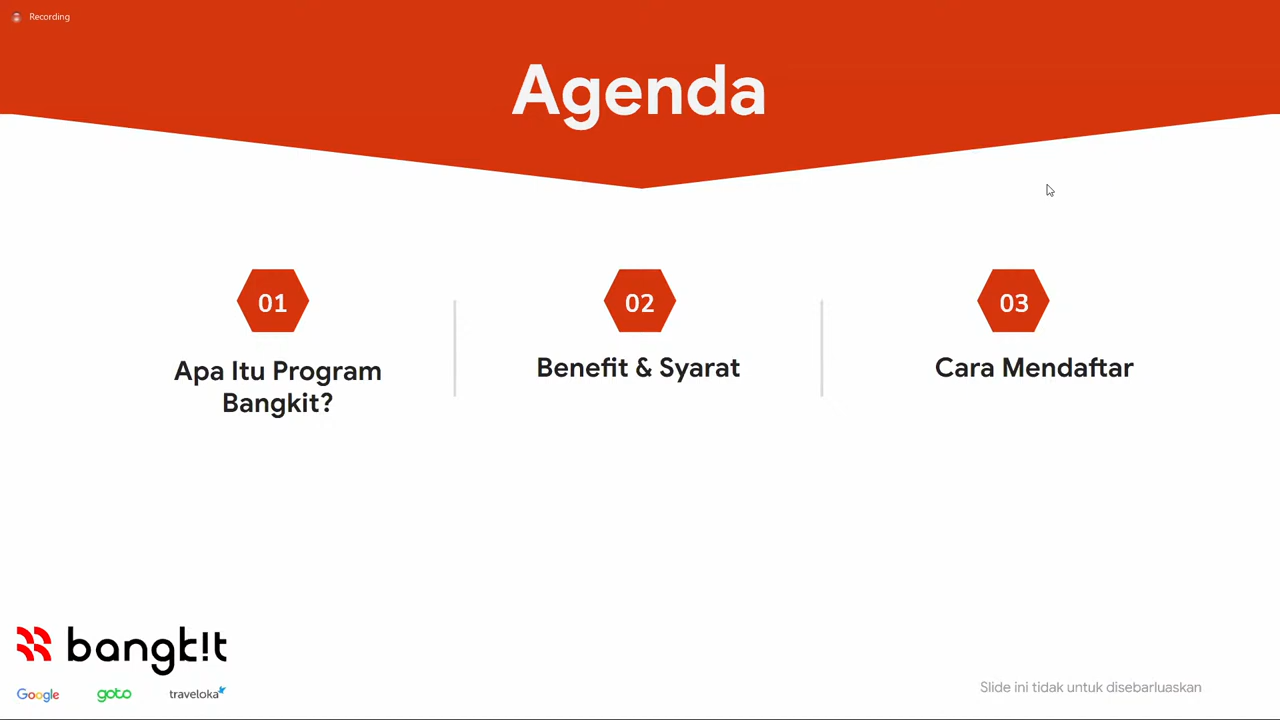 Recording
Agenda
01
Apa Itu Program
Bangkit?
02
Benefit & Syarat
03
Cara Mendaftar
bangk!t
Google goto traveloka
Slide ini tidak untuk disebarluaskan